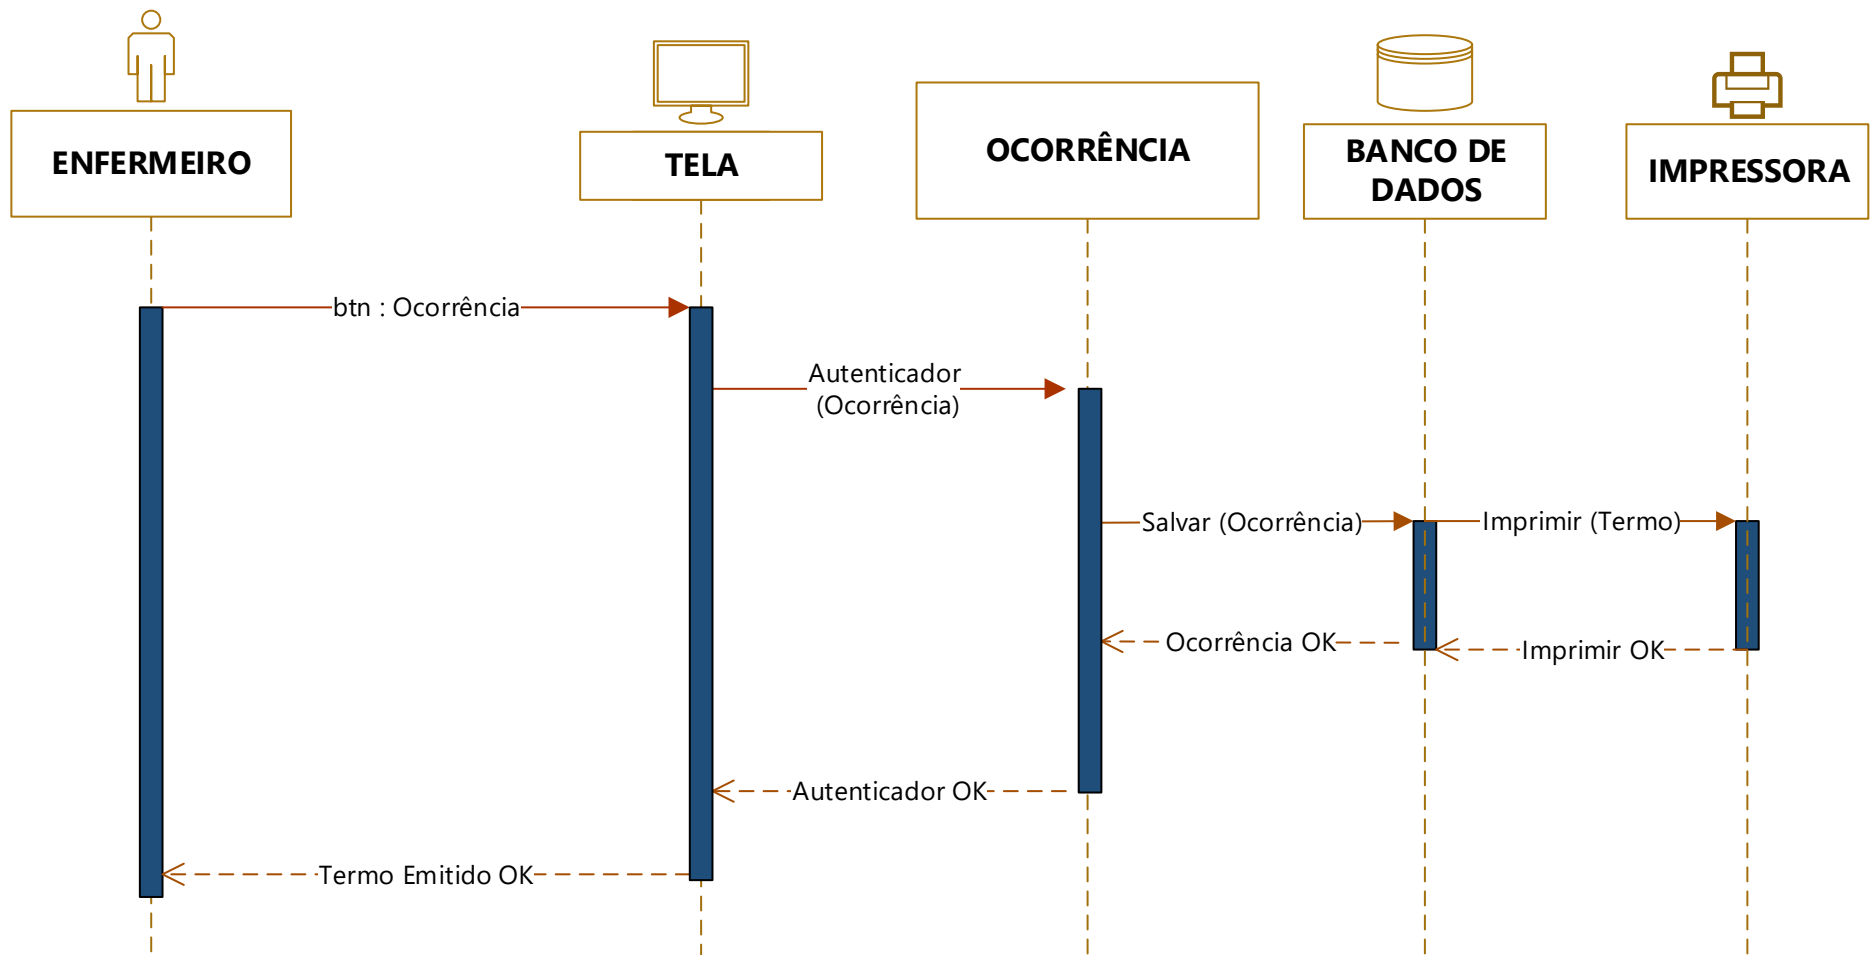 ENFERMEIRO
TELA
OCORRÊNCIA
BANCO DE
DADOS
IMPRESSORA
btn : Ocorrência
Autenticador
(Ocorrência)
Salvar (Ocorrência)
Imprimir (Termo)
Ocorrência OK
Imprimir OK
Autenticador OK
Termo Emitido OK